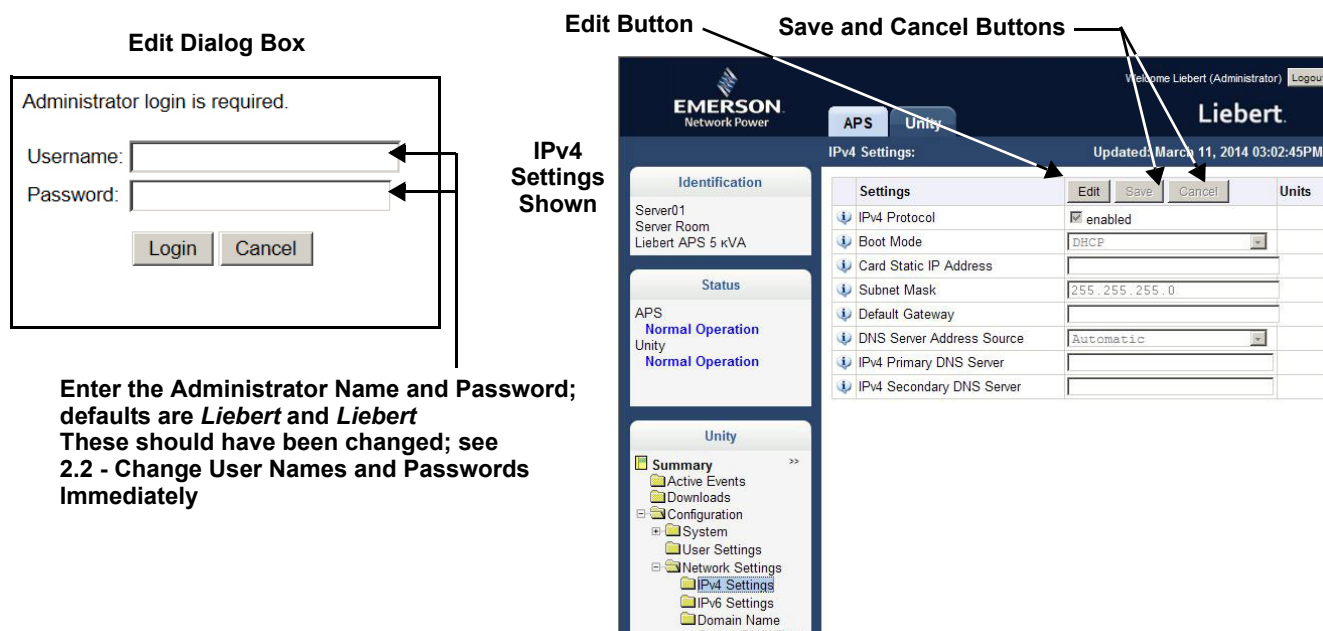 Edit Button
Save and Cancel Buttons
Edit Dialog Box
Administrator login is required.
Username:
Password:
Login Cancel
Enter the Administrator Name and Password;
defaults are Liebert and Liebert
These should have been changed; see
2.2 - Change User Names and Passwords
Immediately
IPv4
Settings
Shown
EMERSON
Network Power
Welcome Liebert (Administrator) Logout
APS Unity
Liebert
IPv4 Settings:
Updated: March 11, 2014 03:02:45PM
Identification
Server01
Server Room
Liebert APS 5 кVA
Status
APS
Normal Operation
Unity
Normal Operation
Unity
Summary >>
Active Events
Downloads
Configuration
System
User Settings
Network Settings
IPv4 Settings
IPv6 Settings
Domain Name
Settings Edit Save Cancel Units
IPv4 Protocol enabled
Boot Mode DHCP
Card Static IP Address
Subnet Mask 255.255.255.0
Default Gateway
DNS Server Address Source Automatic
IPv4 Primary DNS Server
IPv4 Secondary DNS Server